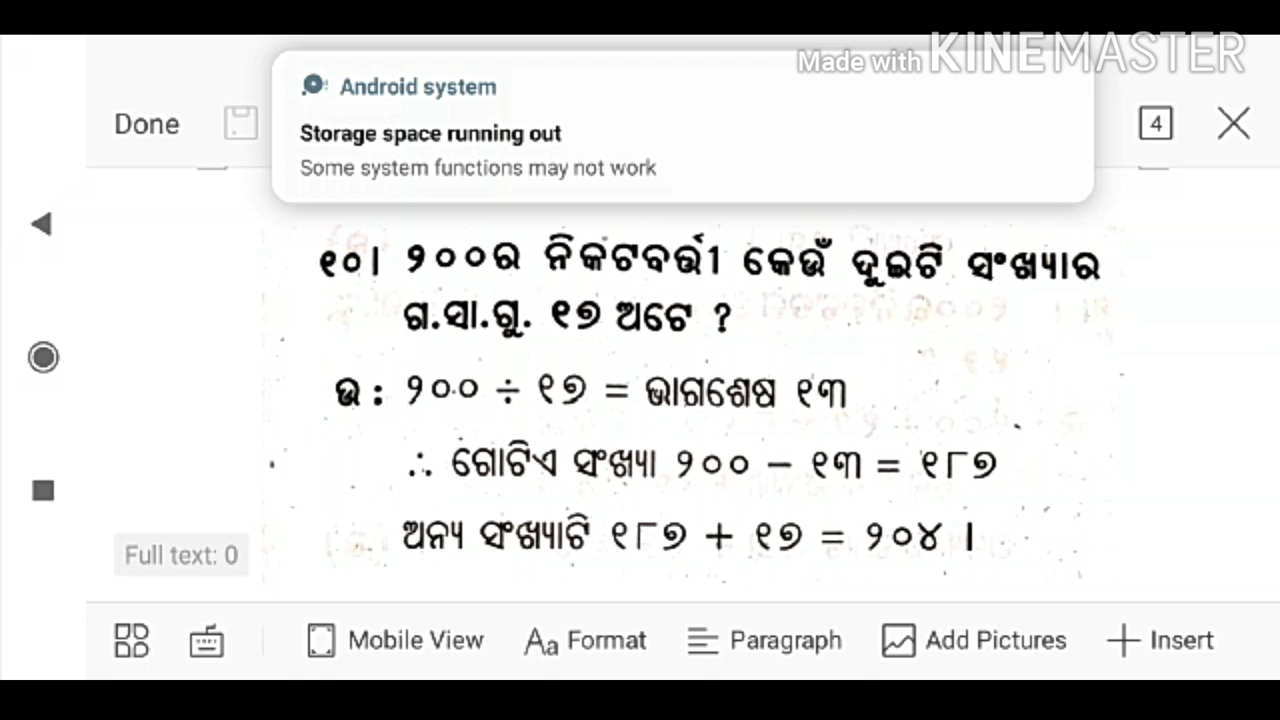 Made with KINEMASTER
Android system
Done
4
Storage space running out
Some system functions may not work
୧୦। ୨୦୦ର ନିକଟବର୍ତ୍ତୀ କେଉଁ ଦୁଇଟି ସଂଖ୍ୟାର
ଗ.ସା.ଗୁ. ୧୭ ଅଟେ ?
ଉ : ୨୦୦ ÷ ୧୭ = ଭାଗଶେଷ ୧୩
∴ ଗୋଟିଏ ସଂଖ୍ୟା ୨୦୦ – ୧୩ = ୧୮୭
ଅନ୍ୟ ସଂଖ୍ୟାଟି ୧୮୭ + ୧୭ = ୨୦୪ ।
Full text: 0
Mobile View Aa Format Paragraph Add Pictures Insert